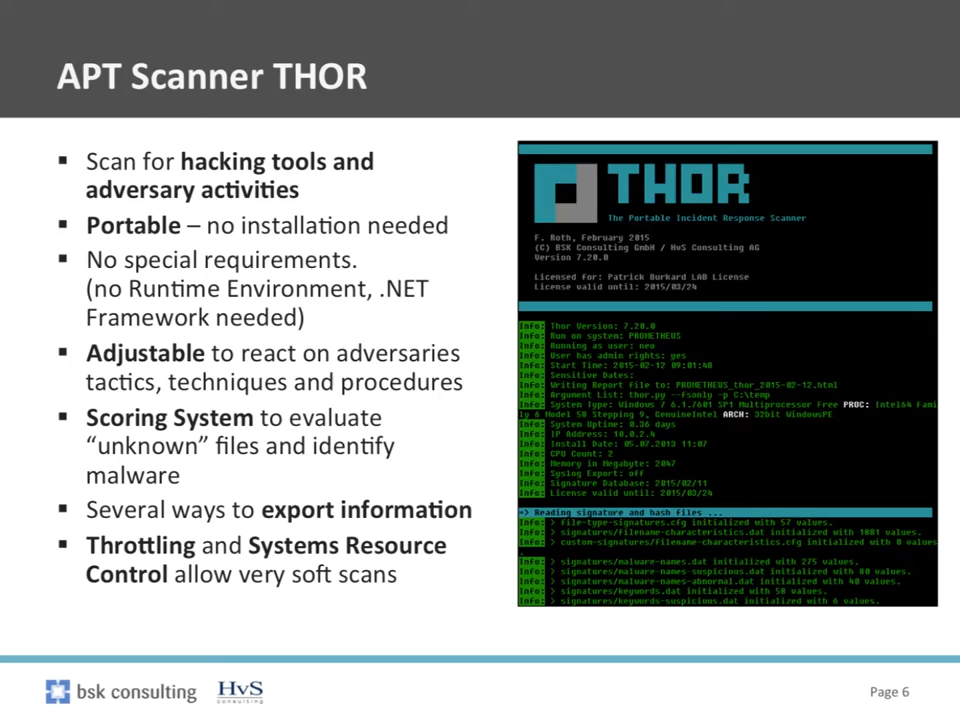 APT Scanner THOR
Scan for hacking tools and
adversary activities
Portable – no installation needed
No special requirements.
(no Runtime Environment, .NET
Framework needed)
Adjustable to react on adversaries
tactics, techniques and procedures
Scoring System to evaluate
“unknown” files and identify
malware
Several ways to export information
Throttling and Systems Resource
Control allow very soft scans
THOR
The Portable Incident Response Scanner
F. Roth, February 2015
(C) BSK Consulting GmbH / HvS Consulting AG
Version 7.20.0
Licensed for: Patrick Burkard LAB License
License valid until: 2015/03/24
Info: Thor Version: 7.20.0
Info: Run on system: PROMETHEUS
Info: Running as user: neo
Info: User has admin rights: yes
Info: Start Time: 2015-02-12 09:01:48
Info: Sensitive Dates:
Info: Writing Report file to: PROMETHEUS_thor_2015-02-12.html
Info: Argument List: thor.py --fsonly -p C:\temp
Info: System Type: Windows 7 6.1.7601 SP1 Multiprocessor Free PROC: Intel64 Fami
ly 6 Model 58 Stepping 9, GenuineIntel ARCH: 32bit WindowsPE
Info: System Uptime: 0.36 days
Info: IP Address: 10.0.2.4
Info: Install Date: 05.07.2013 11:07
Info: CPU Count: 2
Info: Memory in Megabyte: 2047
Info: Syslog Export: off
Info: Signature Database: 2015/02/11
Info: License valid until: 2015/03/24
=> Reading signature and hash files ...
Info: > file-type-signatures.cfg initialized with 57 values.
Info: > signatures/filename-characteristics.dat initialized with 1081 values.
Info: > custom-signatures/filename-characteristics.cfg initialized with 0 values
.
Info: > signatures/malware-names.dat initialized with 275 values.
Info: > signatures/malware-names-suspicious.dat initialized with 80 values.
Info: > signatures/malware-names-abnormal.dat initialized with 40 values.
Info: > signatures/keywords.dat initialized with 58 values.
Info: > signatures/keywords-suspicious.dat initialized with 6 values.
bsk consulting
HvS
consulting
Page 6